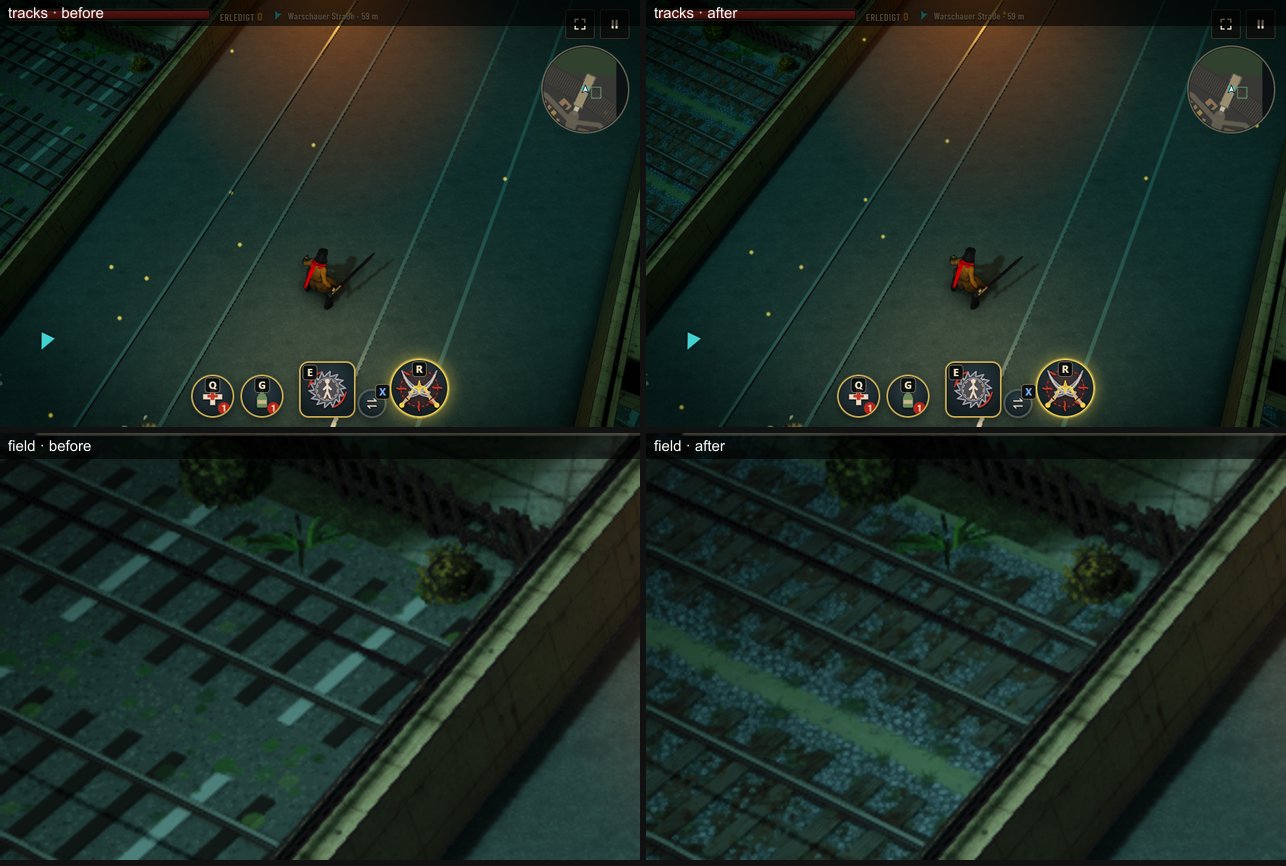 tracks · before
ERLEDIGT 0
Warschauer Straße · 59 m
Q
1
G
1
E
X
R
tracks · after
ERLEDIGT 0
Warschauer Straße · 59 m
Q
1
G
1
E
X
R
field · before
field · after